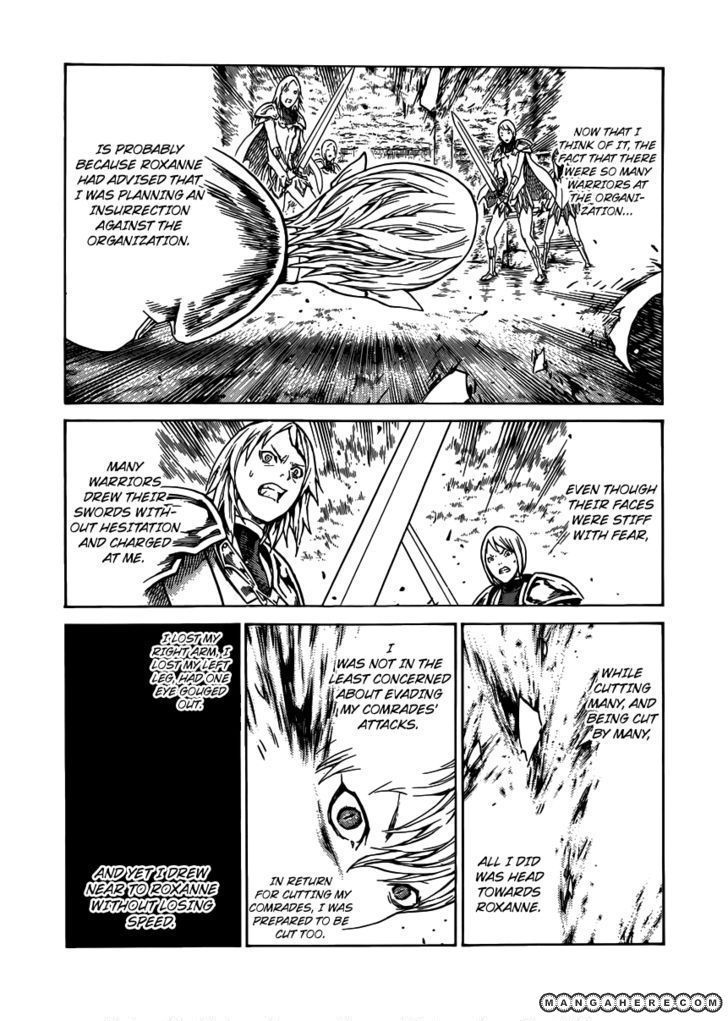 NOW THAT I
THINK OF IT, THE
FACT THAT THERE
WERE SO MANY
WARRIORS AT
THE ORGANI-
ZATION...
IS PROBABLY
BECAUSE ROXANNE
HAD ADVISED THAT
I WAS PLANNING AN
INSURRECTION
AGAINST THE
ORGANIZATION.
EVEN THOUGH
THEIR FACES
WERE STIFF
WITH FEAR,
MANY
WARRIORS
DREW THEIR
SWORDS WITH-
OUT HESITATION
AND CHARGED
AT ME.
WHILE
CUTTING
MANY, AND
BEING CUT
BY MANY,
ALL I DID
WAS HEAD
TOWARDS
ROXANNE.
I
WAS NOT IN THE
LEAST CONCERNED
ABOUT EVADING
MY COMRADES'
ATTACKS.
IN RETURN
FOR CUTTING MY
COMRADES, I WAS
PREPARED TO BE
CUT TOO.
I LOST MY
RIGHT ARM, I
LOST MY LEFT
LEG, HAD ONE
EYE GOUGED
OUT.
AND YET I DREW
NEAR TO ROXANNE
WITHOUT LOSING
SPEED.
MANGAHERE.COM